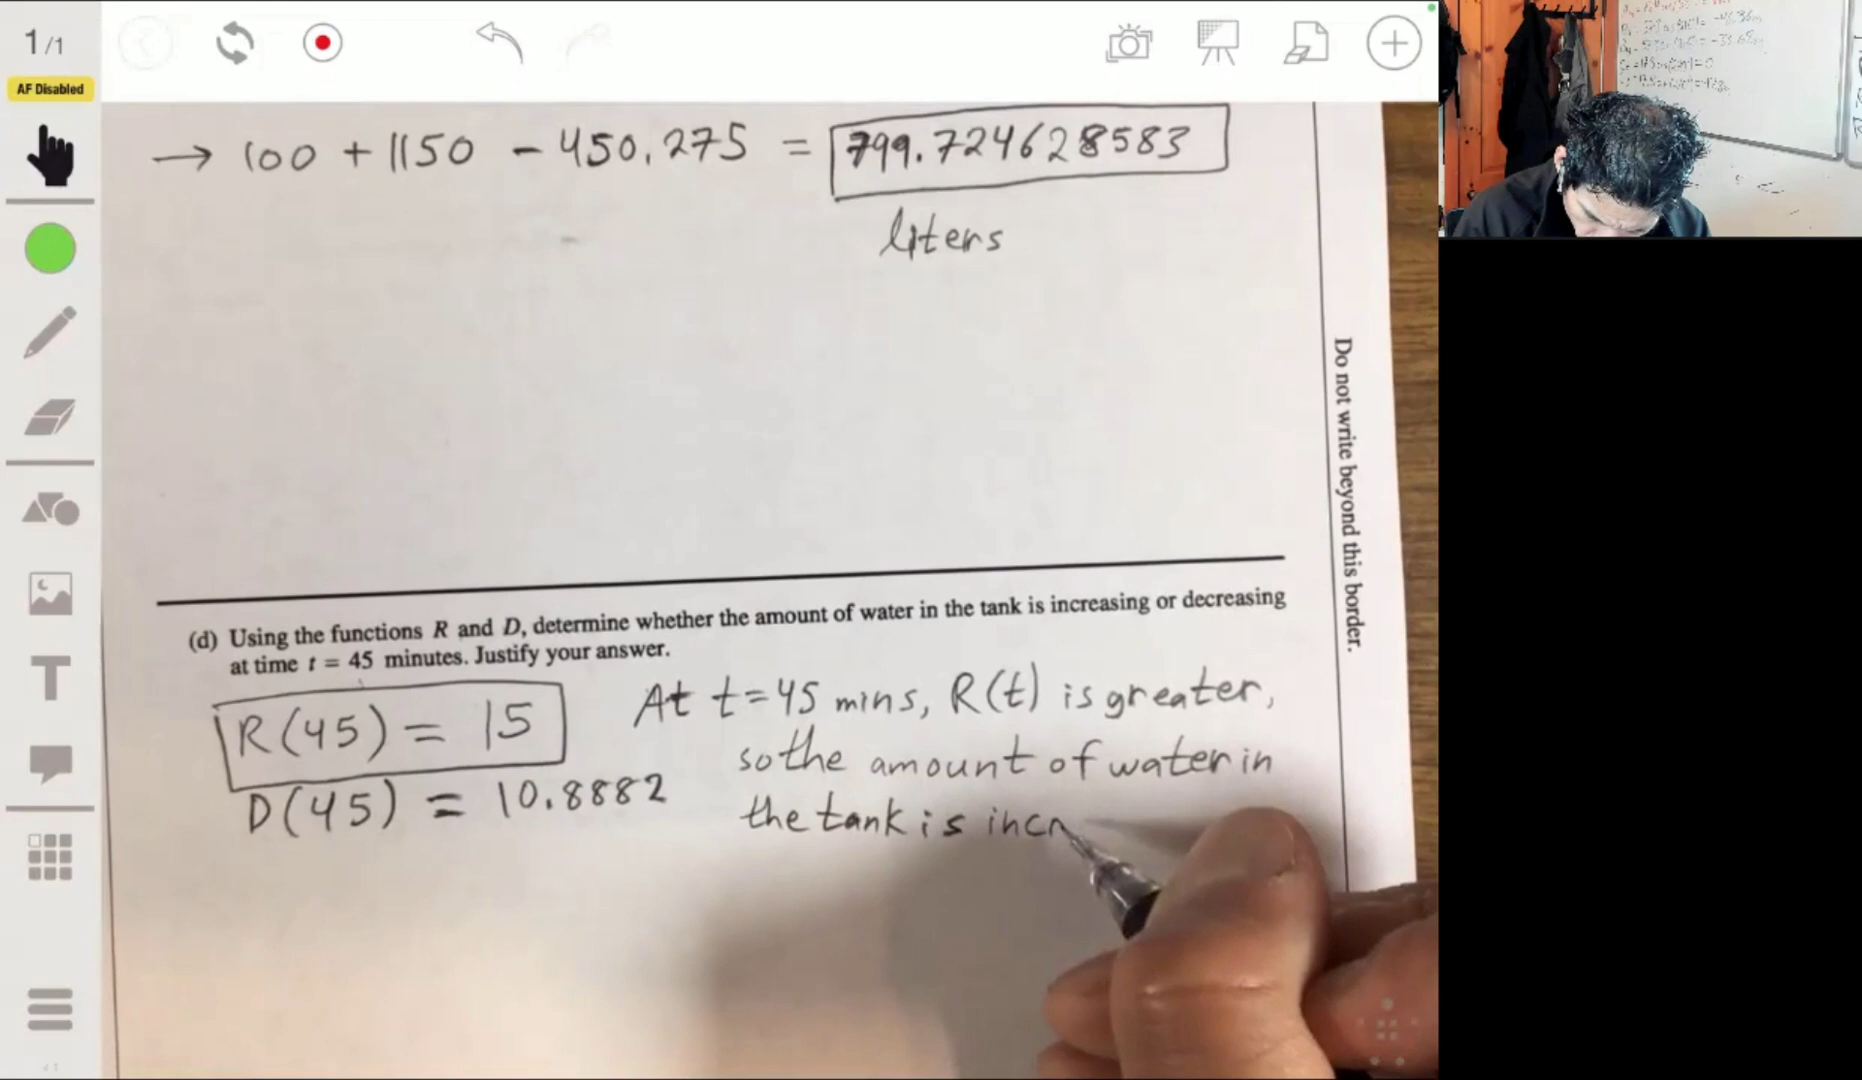 1/1
AF Disabled
→ 100 + 1150 - 450.275 = 799.724628583
liters
Do not write beyond this border.
(d) Using the functions R and D, determine whether the amount of water in the tank is increasing or decreasing
at time t = 45 minutes. Justify your answer.
R(45) = 15
D(45) = 10.8882
At t=45 mins, R(t) is greater,
so the amount of water in
the tank is incr
T